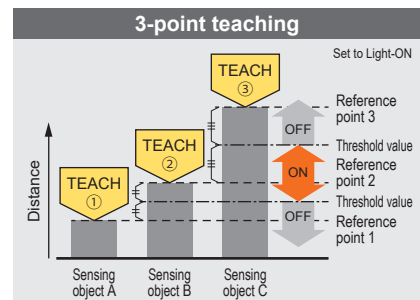 3-point teaching
Set to Light-ON
TEACH
③
TEACH
②
TEACH
①
Distance
OFF
ON
OFF
Reference
point 3
Threshold value
Reference
point 2
Threshold value
Reference
point 1
Sensing
object A
Sensing
object B
Sensing
object C